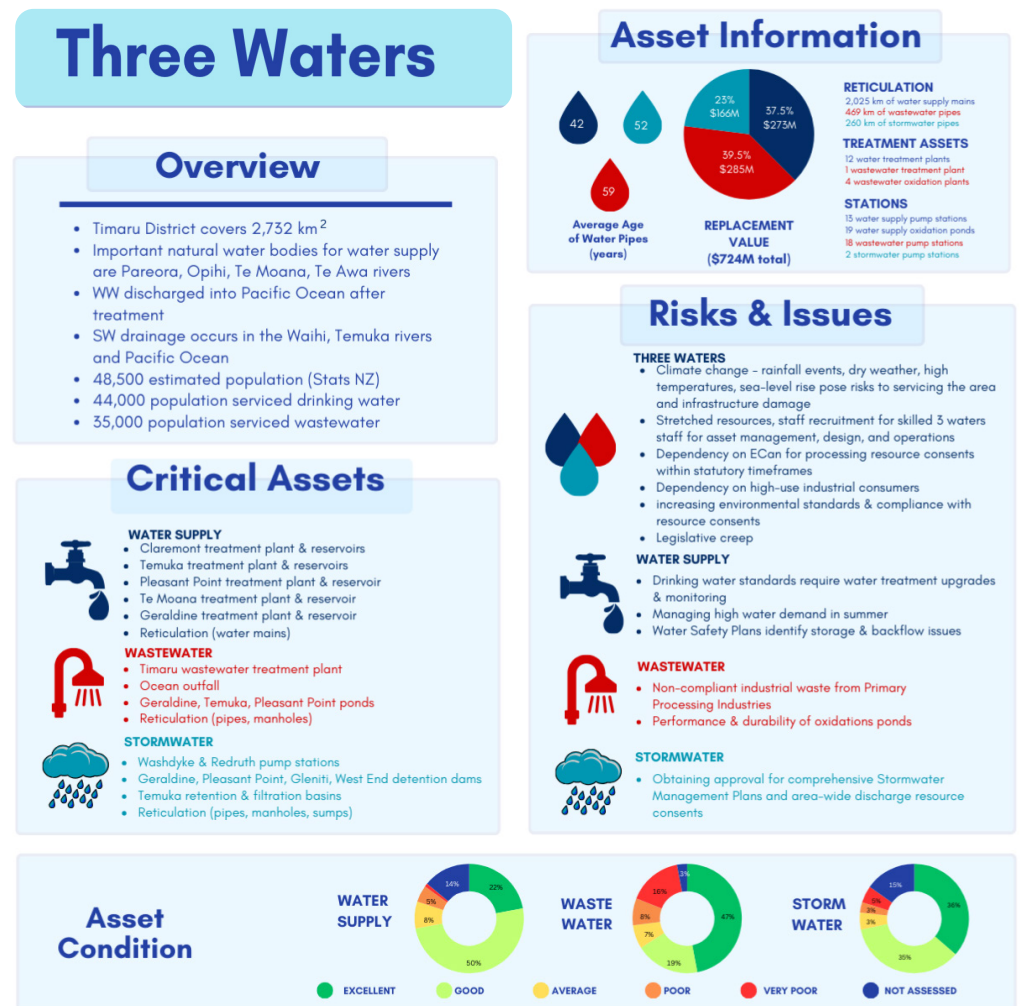 Three Waters
Overview
• Timaru District covers 2,732 km²
• Important natural water bodies for water supply
are Pareora, Opihi, Te Moana, Te Awa rivers
• WW discharged into Pacific Ocean after
treatment
• SW drainage occurs in the Waihi, Temuka rivers
and Pacific Ocean
• 48,500 estimated population (Stats NZ)
• 44,000 population serviced drinking water
• 35,000 population serviced wastewater
Critical Assets
WATER SUPPLY
• Claremont treatment plant & reservoirs
• Temuka treatment plant & reservoirs
• Pleasant Point treatment plant & reservoir
• Te Moana treatment plant & reservoir
• Geraldine treatment plant & reservoir
• Reticulation (water mains)
WASTEWATER
• Timaru wastewater treatment plant
• Ocean outfall
• Geraldine, Temuka, Pleasant Point ponds
• Reticulation (pipes, manholes)
STORMWATER
• Washdyke & Redruth pump stations
• Geraldine, Pleasant Point, Gleniti, West End detention dams
• Temuka retention & filtration basins
• Reticulation (pipes, manholes, sumps)
Asset Information
42
52
59
Average Age
of Water Pipes
(years)
23%
$166M
37.5%
$273M
39.5%
$285M
REPLACEMENT
VALUE
($724M total)
RETICULATION
2,025 km of water supply mains
469 km of wastewater pipes
260 km of stormwater pipes
TREATMENT ASSETS
12 water treatment plants
1 wastewater treatment plant
4 wastewater oxidation plants
STATIONS
13 water supply pump stations
19 water supply oxidation ponds
18 wastewater pump stations
2 stormwater pump stations
Risks & Issues
THREE WATERS
• Climate change - rainfall events, dry weather, high
temperatures, sea-level rise pose risks to servicing the area
and infrastructure damage
• Stretched resources, staff recruitment for skilled 3 waters
staff for asset management, design, and operations
• Dependency on ECan for processing resource consents
within statutory timeframes
• Dependency on high-use industrial consumers
• increasing environmental standards & compliance with
resource consents
• Legislative creep
WATER SUPPLY
• Drinking water standards require water treatment upgrades
& monitoring
• Managing high water demand in summer
• Water Safety Plans identify storage & backflow issues
WASTEWATER
• Non-compliant industrial waste from Primary
Processing Industries
• Performance & durability of oxidations ponds
STORMWATER
• Obtaining approval for comprehensive Stormwater
Management Plans and area-wide discharge resource
consents
Asset
Condition
WATER
SUPPLY
14%
22%
5%
8%
50%
WASTE
WATER
3%
16%
47%
8%
7%
19%
STORM
WATER
15%
36%
5%
3%
3%
35%
EXCELLENT
GOOD
AVERAGE
POOR
VERY POOR
NOT ASSESSED